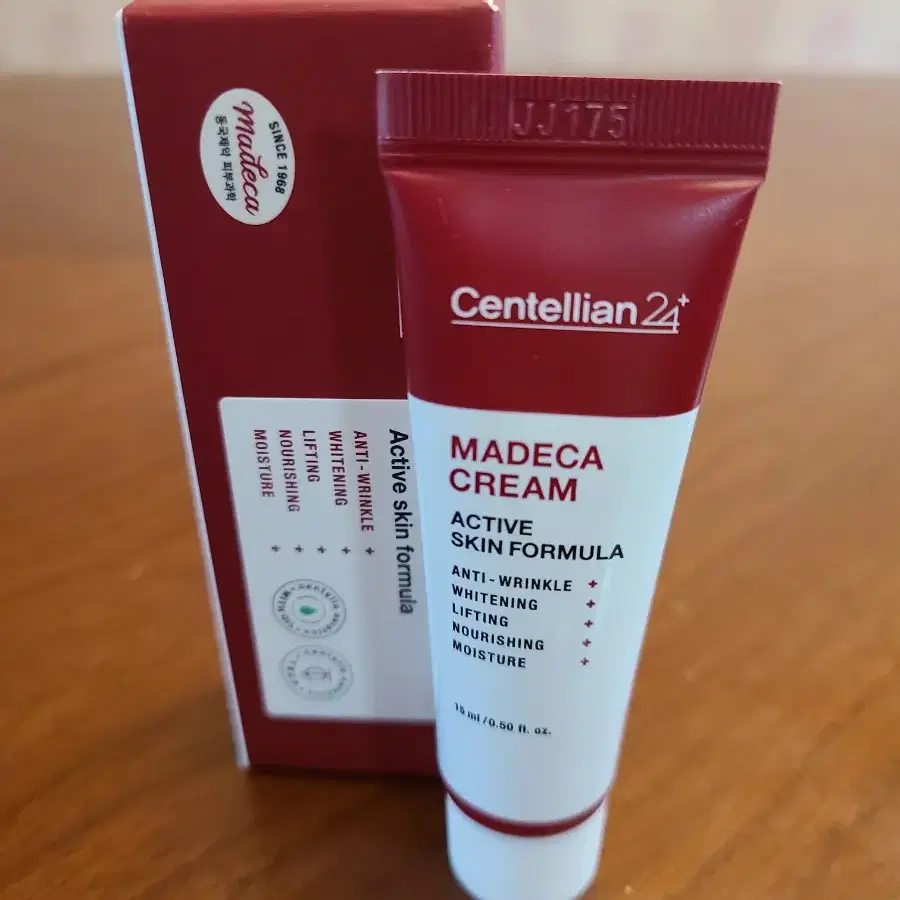 SINCE 1968
Madeca
동국제약 피부과학
Active skin formula
ANTI-WRINKLE +
WHITENING +
LIFTING +
NOURISHING +
MOISTURE +
JJ175
Centellian24+
MADECA
CREAM
ACTIVE
SKIN FORMULA
ANTI-WRINKLE +
WHITENING +
LIFTING +
NOURISHING +
MOISTURE +
15 ml/0.50 fl. oz.